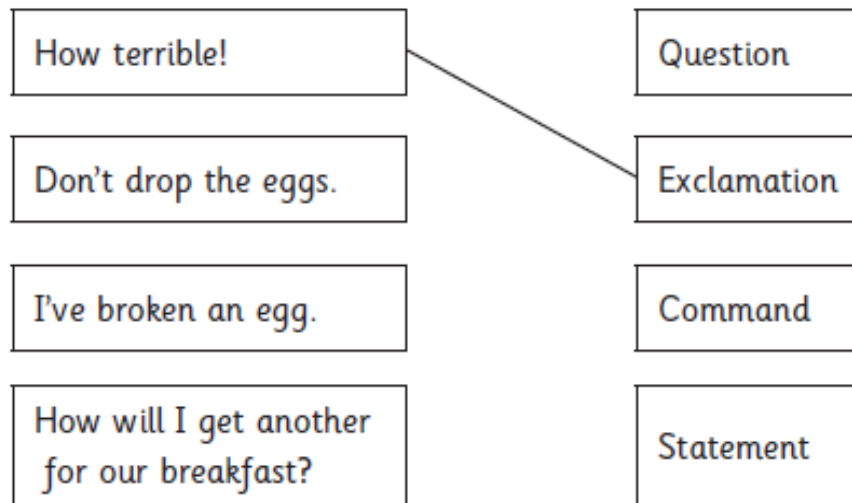 How terrible!
Question
Don't drop the eggs.
Exclamation
I've broken an egg.
Command
How will I get another
for our breakfast?
Statement